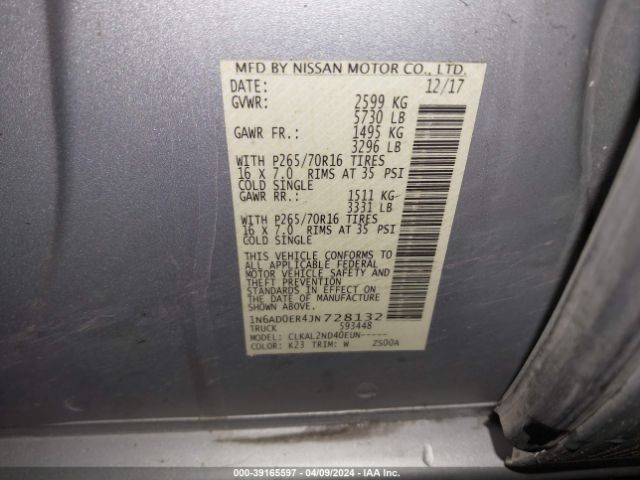 MFD BY NISSAN MOTOR CO., LTD.
DATE: 12/17
GVWR: 2599 KG
5730 LB
GAWR FR.: 1495 KG
3296 LB
WITH P265/70R16 TIRES
16 X 7.0 RIMS AT 35 PSI
COLD SINGLE
GAWR RR.: 1511 KG
3331 LB
WITH P265/70R16 TIRES
16 X 7.0 RIMS AT 35 PSI
COLD SINGLE
THIS VEHICLE CONFORMS TO
ALL APPLICABLE FEDERAL
MOTOR VEHICLE SAFETY AND
THEFT PREVENTION
STANDARDS IN EFFECT ON
THE DATE OF MANUFACTURE
SHOWN ABOVE.
1N6AD0ER4JN728132
TRUCK 593448
MODEL: CLKAL2ND40EUN-----
COLOR: K23 TRIM: W ZS00A
000-39165597 - 04/09/2024 - IAA Inc.